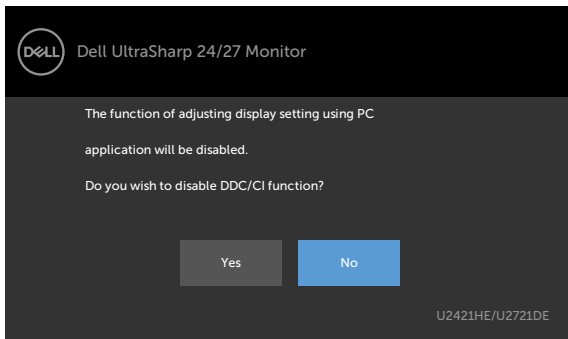 DELL Dell UltraSharp 24/27 Monitor
The function of adjusting display setting using PC
application will be disabled.
Do you wish to disable DDC/CI function?
Yes No
U2421HE/U2721DE